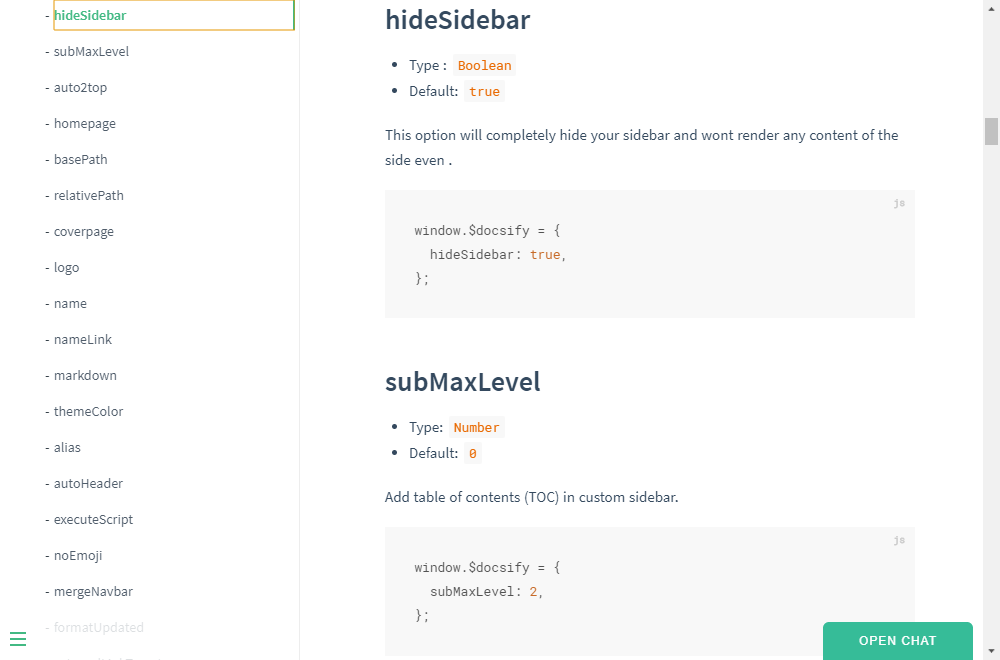 - hideSidebar
- subMaxLevel
- auto2top
- homepage
- basePath
- relativePath
- coverpage
- logo
- name
- nameLink
- markdown
- themeColor
- alias
- autoHeader
- executeScript
- noEmoji
- mergeNavbar
- formatUpdated
hideSidebar
• Type : Boolean
• Default: true
This option will completely hide your sidebar and wont render any content of the
side even .
js
window.$docsify = {
  hideSidebar: true,
};
subMaxLevel
• Type: Number
• Default: 0
Add table of contents (TOC) in custom sidebar.
js
window.$docsify = {
  subMaxLevel: 2,
};
OPEN CHAT